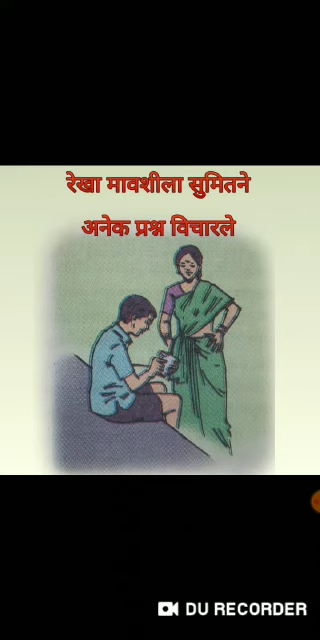 रेखा मावशीला सुमितने
अनेक प्रश्न विचारले
DU RECORDER